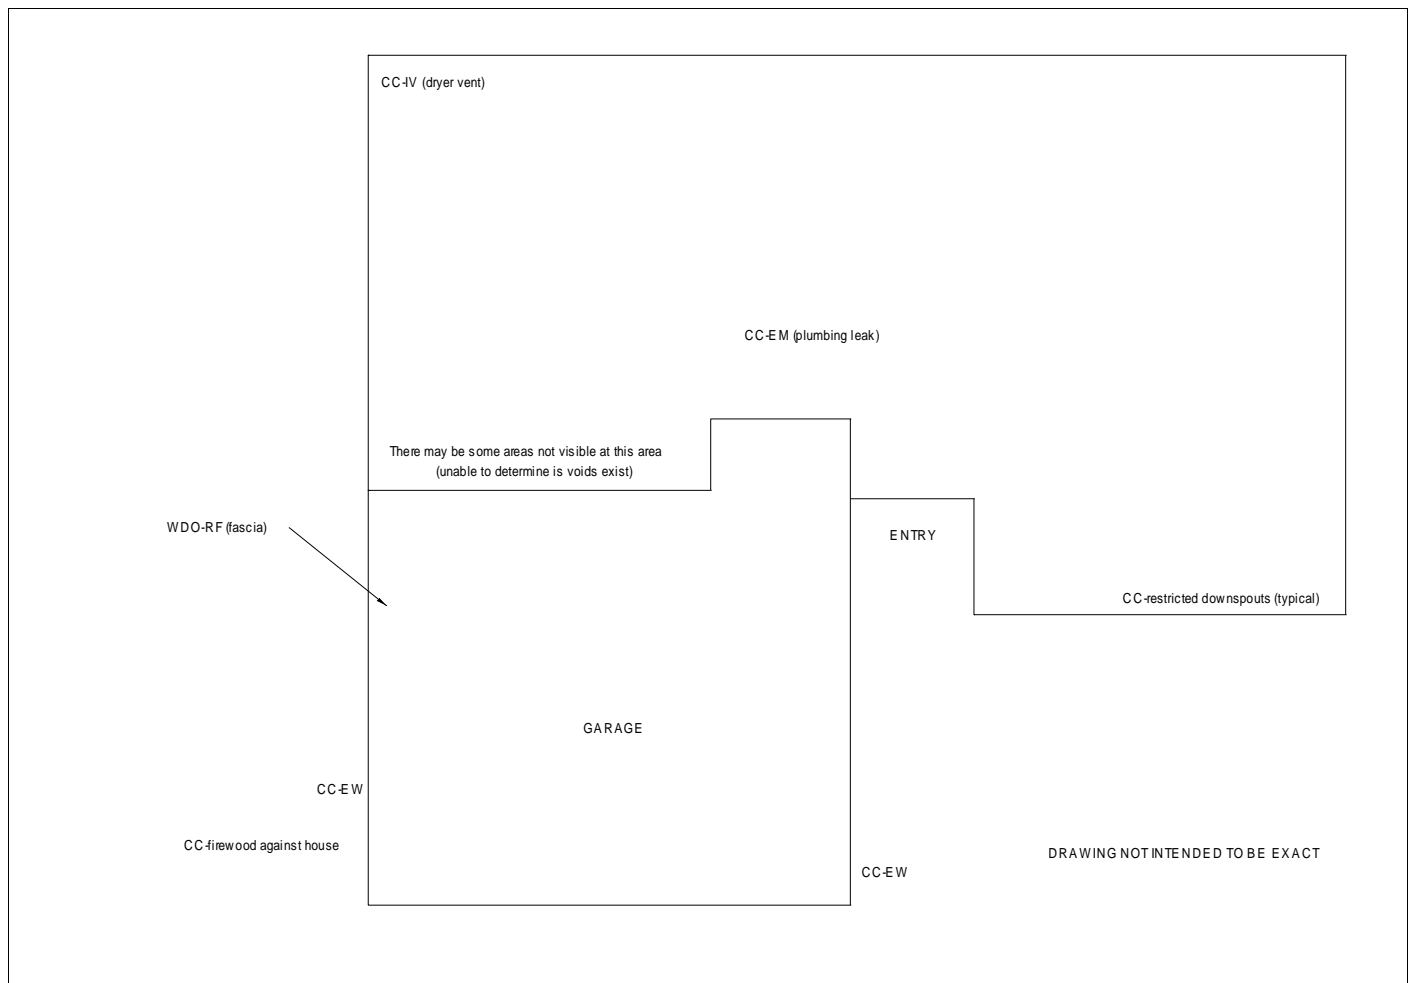 CC-IV (dryer vent)
CC-EM (plumbing leak)
There may be some areas not visible at this area
(unable to determine is voids exist)
WDO-RF (fascia)
ENTRY
CC-restricted downspouts (typical)
GARAGE
CC-EW
CC-firewood against house
DRAWING NOT INTENDED TO BE EXACT
CC-EW